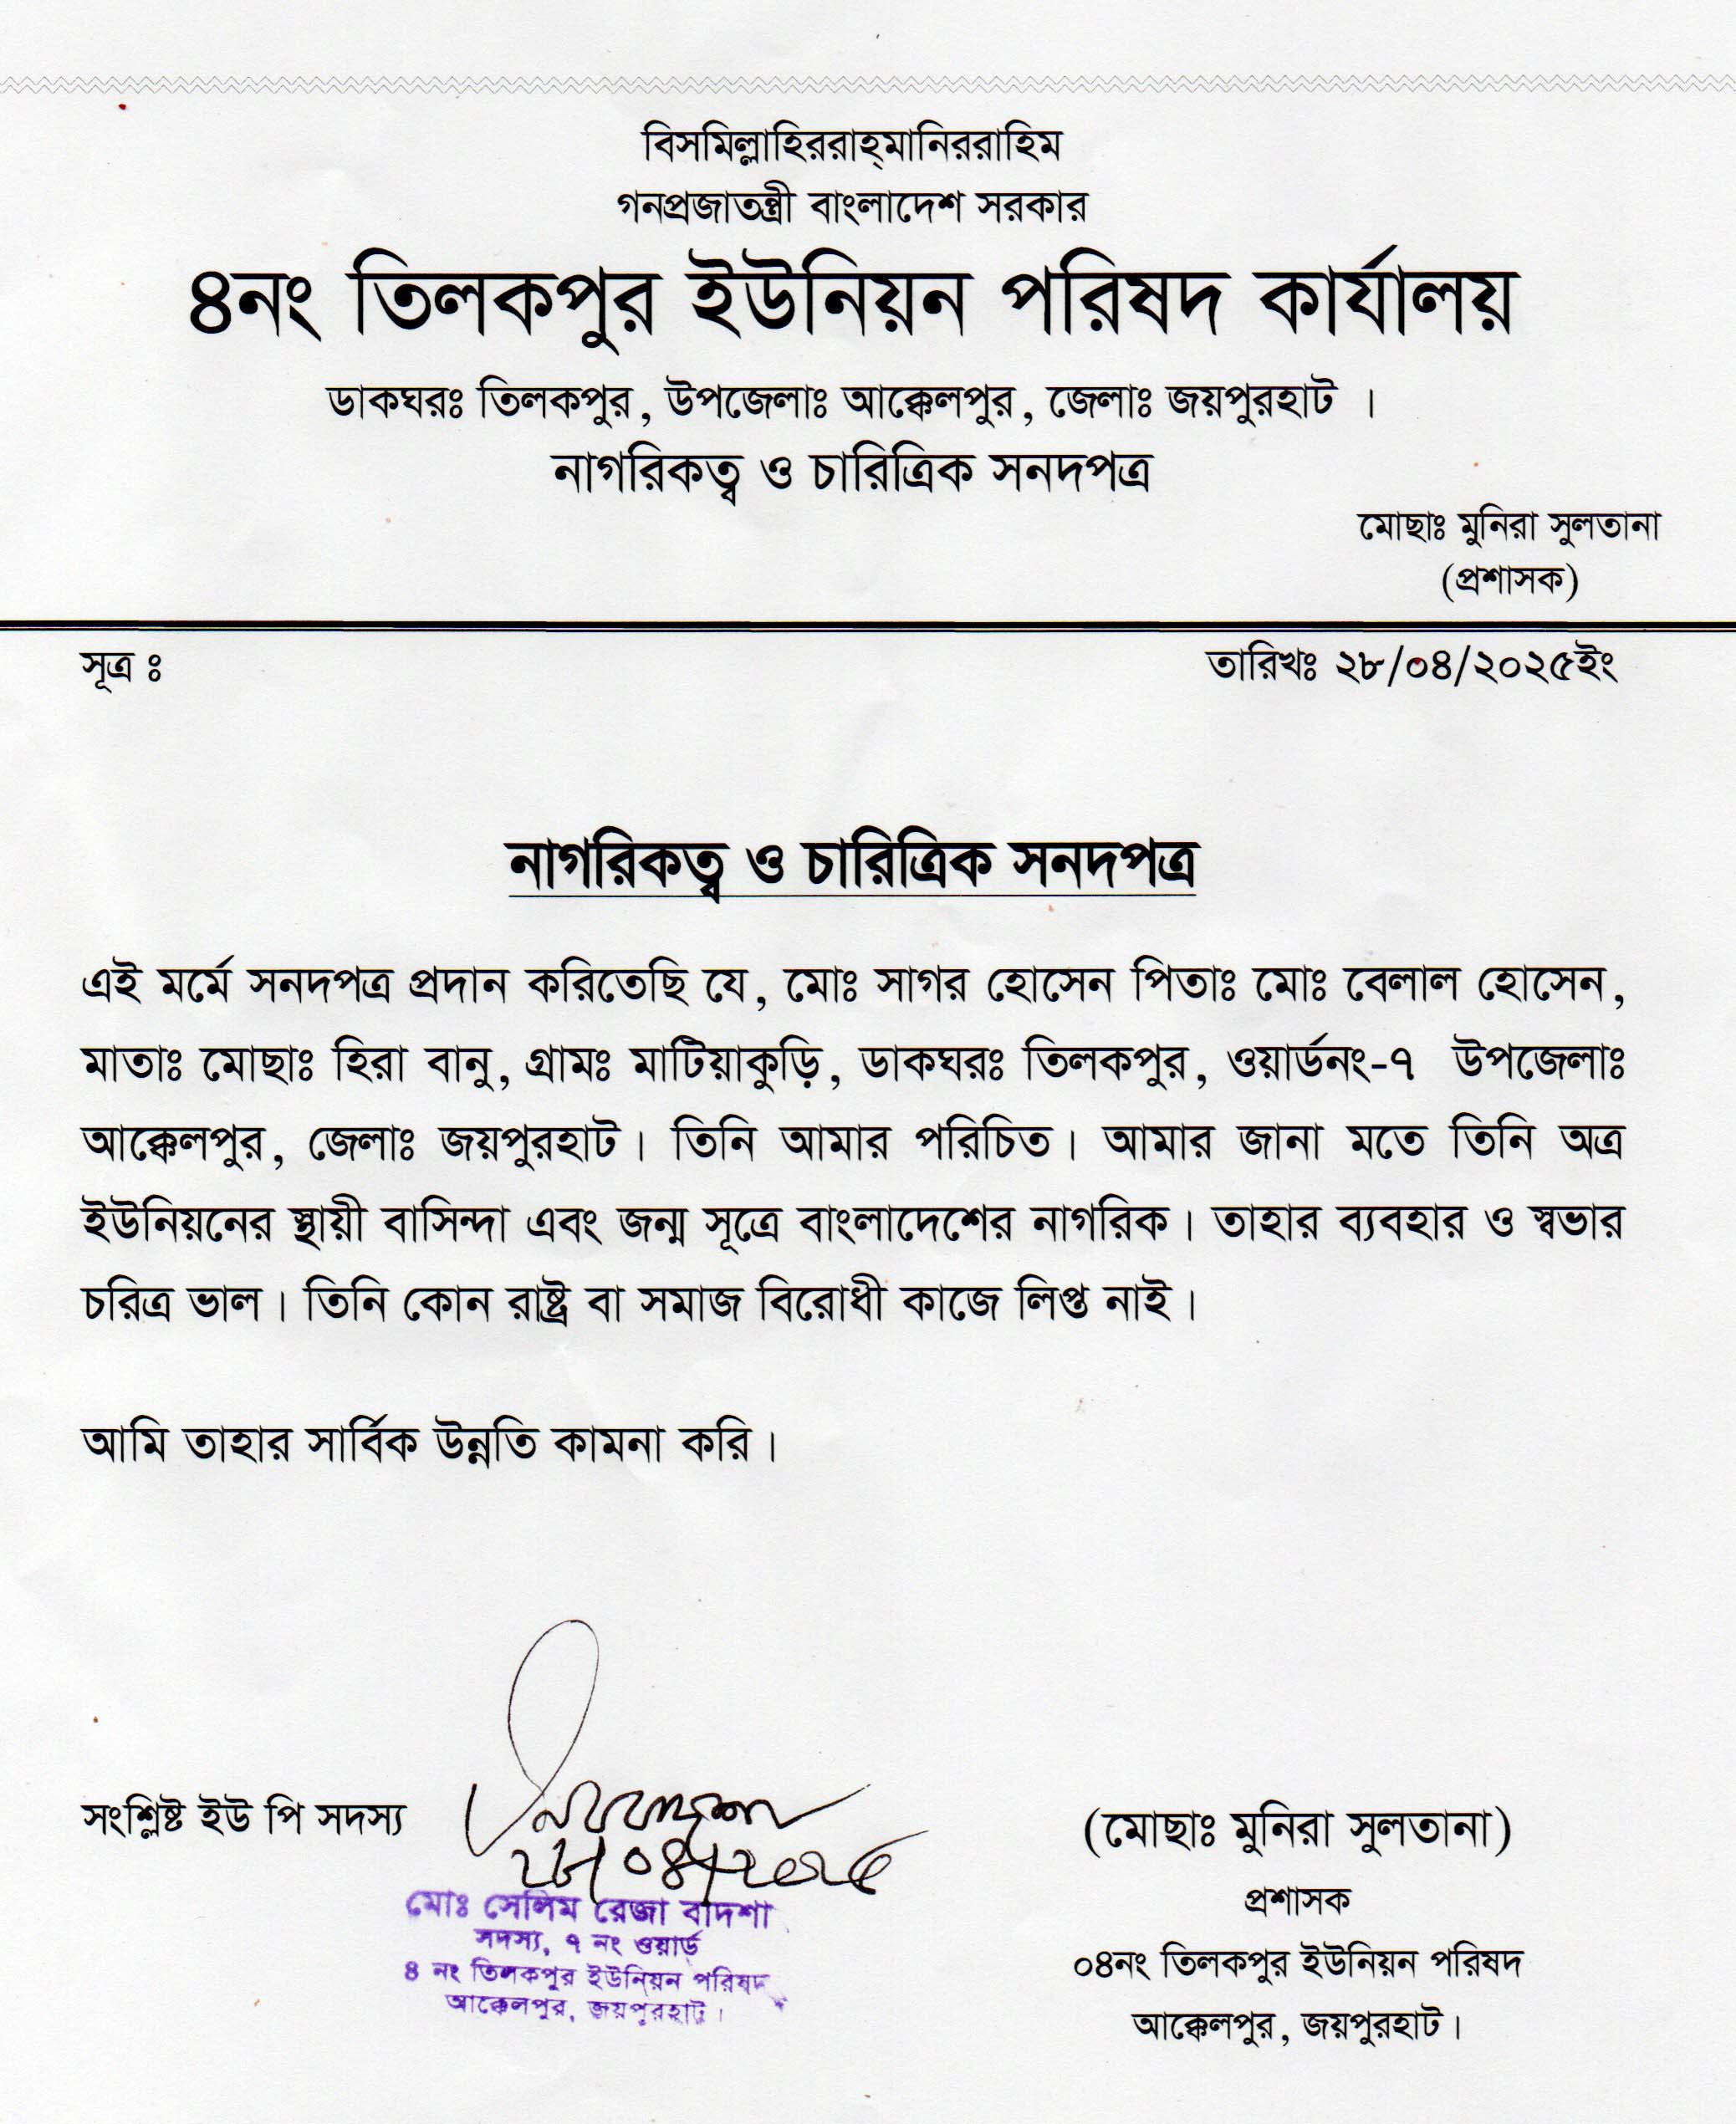 বিসমিল্লাহিররাহ্‌মানিররাহিম
গনপ্রজাতন্ত্রী বাংলাদেশ সরকার
৪নং তিলকপুর ইউনিয়ন পরিষদ কার্যালয়
ডাকঘরঃ তিলকপুর, উপজেলাঃ আক্কেলপুর, জেলাঃ জয়পুরহাট ।
নাগরিকত্ব ও চারিত্রিক সনদপত্র
মোছাঃ মুনিরা সুলতানা
(প্রশাসক)
সূত্র ঃ তারিখঃ ২৮/০৪/২০২৫ইং
নাগরিকত্ব ও চারিত্রিক সনদপত্র
এই মর্মে সনদপত্র প্রদান করিতেছি যে, মোঃ সাগর হোসেন পিতাঃ মোঃ বেলাল হোসেন,
মাতাঃ মোছাঃ হিরা বানু, গ্রামঃ মাটিয়াকুড়ি, ডাকঘরঃ তিলকপুর, ওয়ার্ডনং-৭ উপজেলাঃ
আক্কেলপুর, জেলাঃ জয়পুরহাট। তিনি আমার পরিচিত। আমার জানা মতে তিনি অত্র
ইউনিয়নের স্থায়ী বাসিন্দা এবং জন্ম সূত্রে বাংলাদেশের নাগরিক। তাহার ব্যবহার ও স্বভার
চরিত্র ভাল। তিনি কোন রাষ্ট্র বা সমাজ বিরোধী কাজে লিপ্ত নাই।
আমি তাহার সার্বিক উন্নতি কামনা করি।
সংশ্লিষ্ট ইউ পি সদস্য
২৮/০৪/২০২৫
মোঃ সেলিম রেজা বাদশা
সদস্য, ৭ নং ওয়ার্ড
৪ নং তিলকপুর ইউনিয়ন পরিষদ
আক্কেলপুর, জয়পুরহাট।
(মোছাঃ মুনিরা সুলতানা)
প্রশাসক
০৪নং তিলকপুর ইউনিয়ন পরিষদ
আক্কেলপুর, জয়পুরহাট।